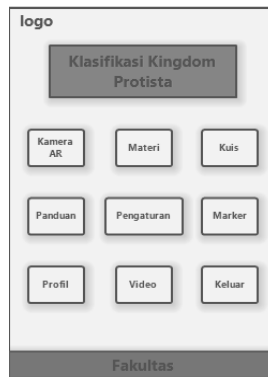 logo
Klasifikasi Kingdom
Protista
Kamera
AR
Materi
Kuis
Panduan
Pengaturan
Marker
Profil
Video
Keluar
Fakultas